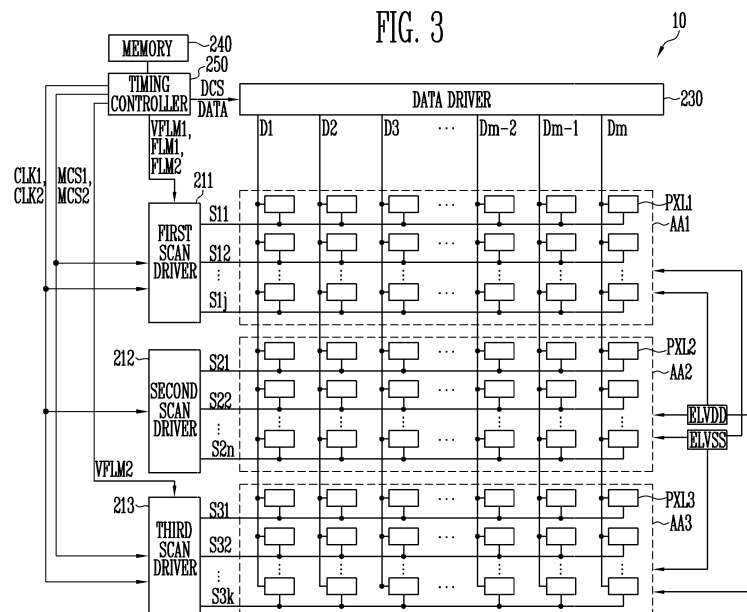 FIG. 3
10
MEMORY
240
250
TIMING
CONTROLLER
DCS
DATA
DATA DRIVER
230
VFLM1,
FLM1,
FLM2
D1
D2
D3
...
Dm-2
Dm-1
Dm
CLK1,
CLK2
MCS1,
MCS2
211
FIRST
SCAN
DRIVER
S11
S12
⋮
S1j
PXL1
AA1
212
SECOND
SCAN
DRIVER
S21
S22
⋮
S2n
PXL2
AA2
ELVDD
ELVSS
VFLM2
213
THIRD
SCAN
DRIVER
S31
S32
⋮
S3k
PXL3
AA3